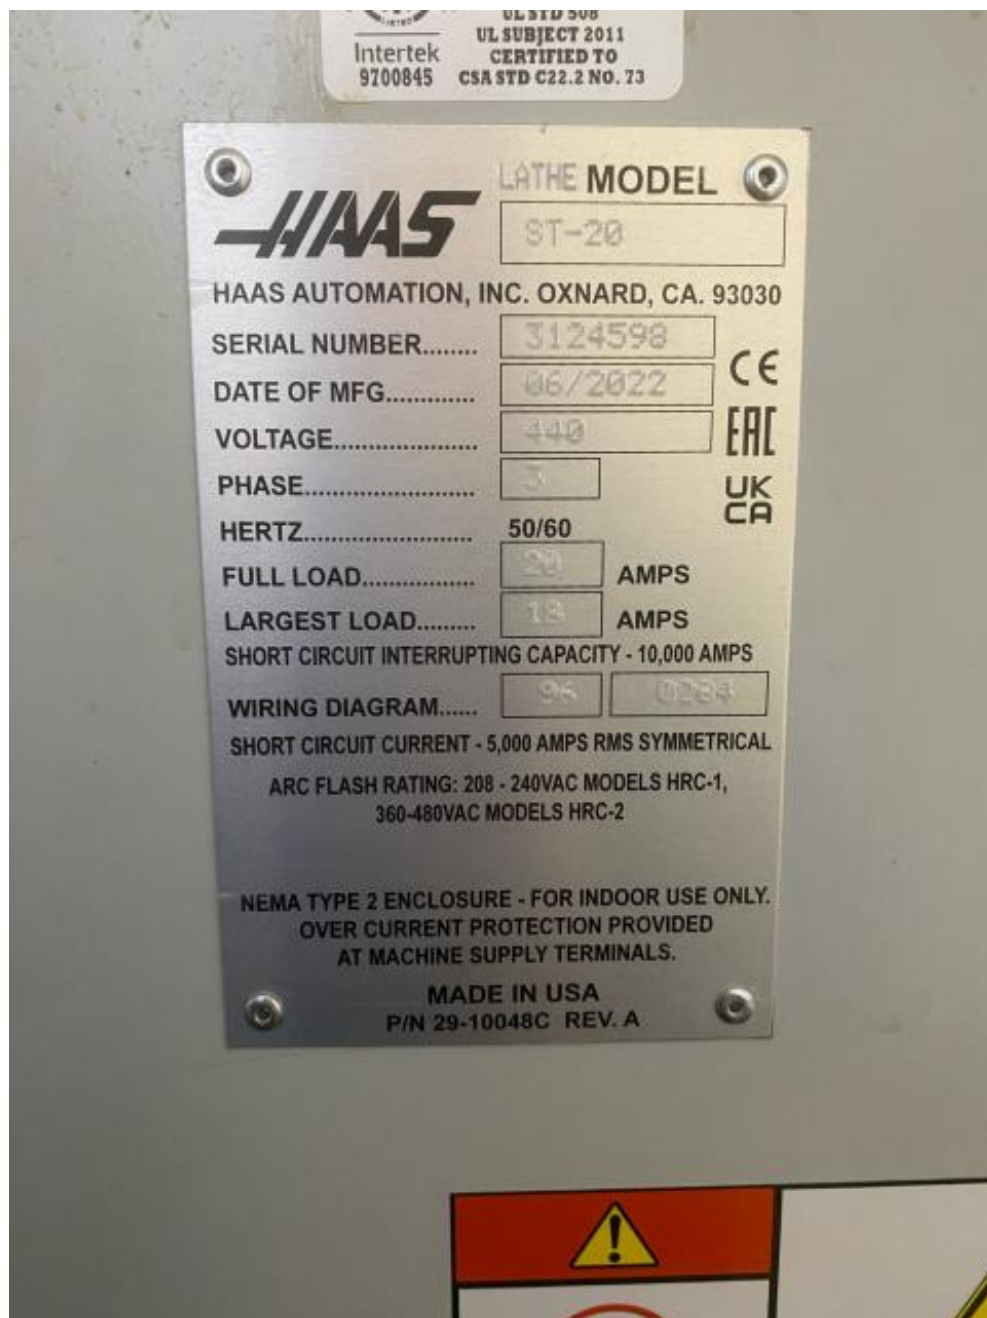 LISTED
UL STD 508
UL SUBJECT 2011
Intertek CERTIFIED TO
9700845 CSA STD C22.2 NO. 73
LATHE MODEL
HAAS ST-20
HAAS AUTOMATION, INC. OXNARD, CA. 93030
SERIAL NUMBER........ 3124598
CE
DATE OF MFG............. 06/2022
VOLTAGE..................... 440
EAC
PHASE......................... 3
UK
CA
HERTZ......................... 50/60
FULL LOAD................. 20 AMPS
LARGEST LOAD......... 18 AMPS
SHORT CIRCUIT INTERRUPTING CAPACITY - 10,000 AMPS
WIRING DIAGRAM...... 96 0284
SHORT CIRCUIT CURRENT - 5,000 AMPS RMS SYMMETRICAL
ARC FLASH RATING: 208 - 240VAC MODELS HRC-1,
360-480VAC MODELS HRC-2
NEMA TYPE 2 ENCLOSURE - FOR INDOOR USE ONLY.
OVER CURRENT PROTECTION PROVIDED
AT MACHINE SUPPLY TERMINALS.
MADE IN USA
P/N 29-10048C REV. A